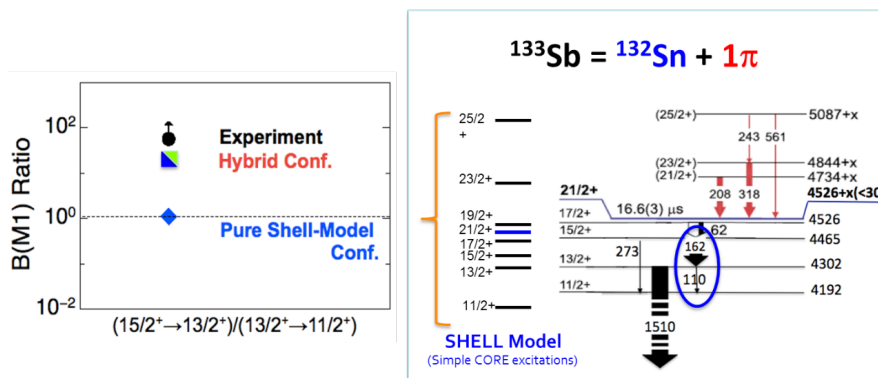 10²
10⁰
10⁻²
B(M1) Ratio
Experiment
Hybrid Conf.
Pure Shell-Model
Conf.
(15/2⁺→13/2⁺)/(13/2⁺→11/2⁺)
¹³³Sb = ¹³²Sn + 1π
25/2
+
23/2+
19/2+
21/2+
17/2+
15/2+
13/2+
11/2+
SHELL Model
(Simple CORE excitations)
(25/2+)
5087+x
243
561
(23/2+)
4844+x
(21/2+)
4734+x
208
318
21/2+
4526+x(<30
16.6(3) μs
17/2+
4526
15/2+
62
4465
273
162
13/2+
4302
110
11/2+
4192
1510